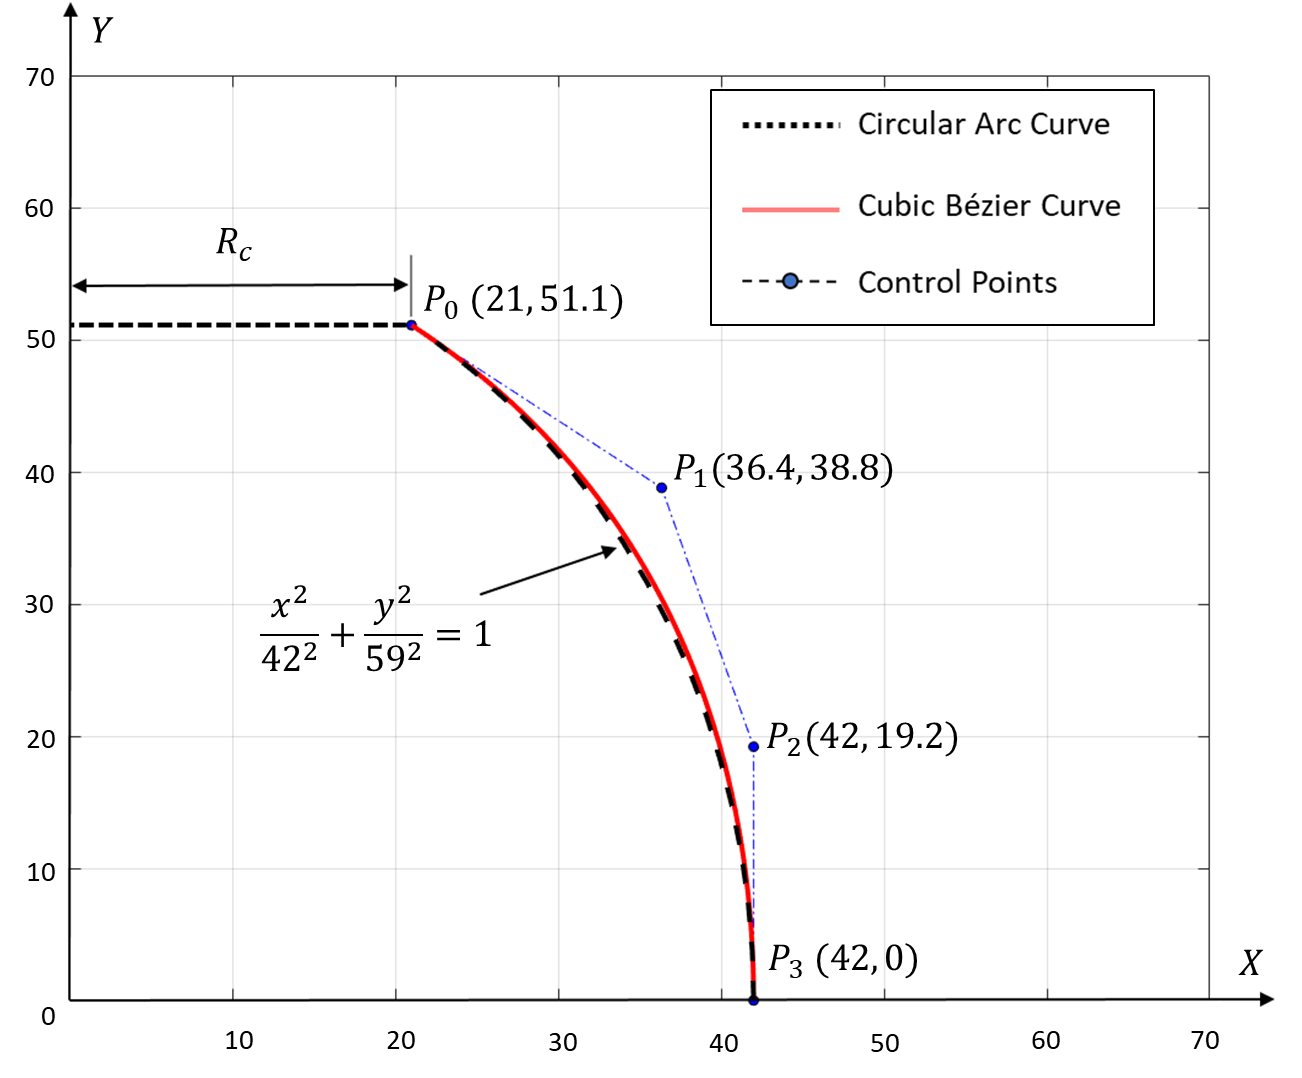 Y
70
Circular Arc Curve
60
Cubic Bézier Curve
R_c
Control Points
P_0 (21, 51.1)
50
40
P_1(36.4, 38.8)
30
x^2/42^2 + y^2/59^2 = 1
20
P_2(42, 19.2)
10
P_3 (42, 0)
X
0
10 20 30 40 50 60 70